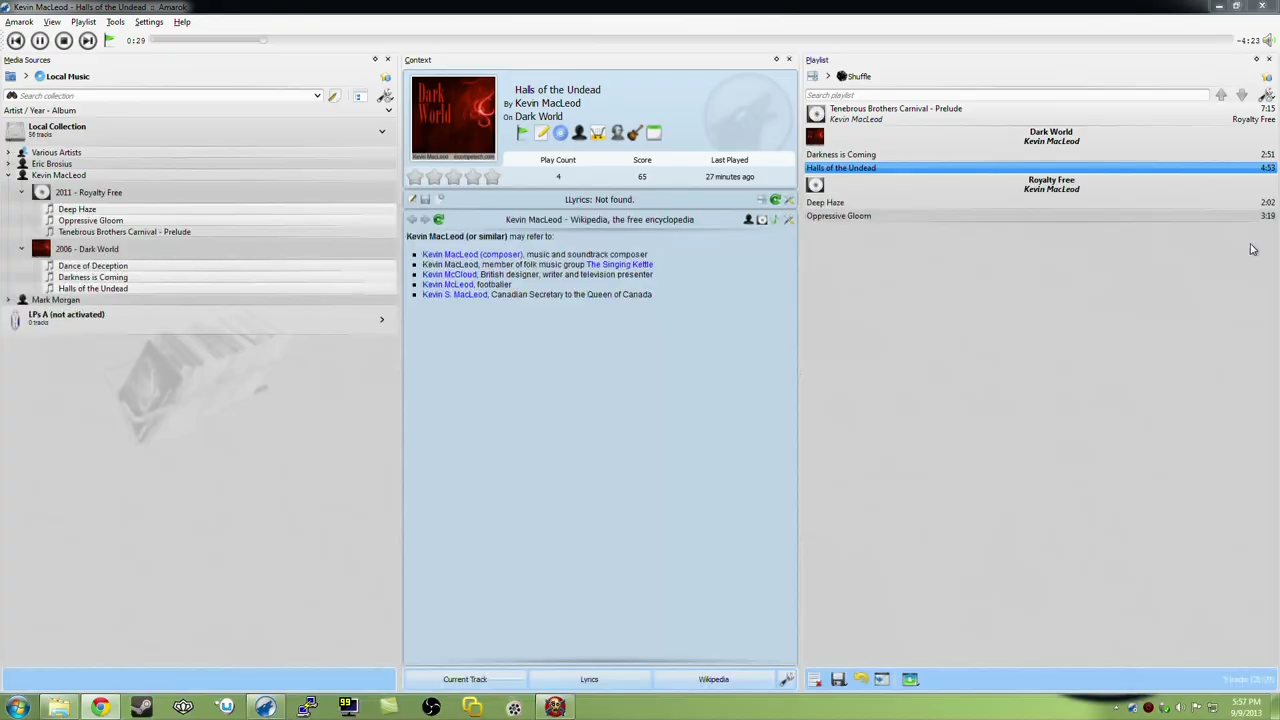 Kevin MacLeod - Halls of the Undead :: Amarok
Amarok View Playlist Tools Settings Help
0:29
-4:23
Media Sources
Local Music
Search collection
Artist / Year - Album
Local Collection
56 tracks
Various Artists
Eric Brosius
Kevin MacLeod
2011 - Royalty Free
Deep Haze
Oppressive Gloom
Tenebrous Brothers Carnival - Prelude
2006 - Dark World
Dance of Deception
Darkness is Coming
Halls of the Undead
Mark Morgan
LPs A (not activated)
0 tracks
Context
Dark
World
Kevin MacLeod
Halls of the Undead
By Kevin MacLeod
On Dark World
Play Count Score Last Played
4 65 27 minutes ago
LLyrics: Not found.
Kevin MacLeod - Wikipedia, the free encyclopedia
Kevin MacLeod (or similar) may refer to:
Kevin MacLeod (composer), music and soundtrack composer
Kevin MacLeod, member of folk music group The Singing Kettle
Kevin McCloud, British designer, writer and television presenter
Kevin McLeod, footballer
Kevin S. MacLeod, Canadian Secretary to the Queen of Canada
Current Track Lyrics Wikipedia
Playlist
Shuffle
Search playlist
Tenebrous Brothers Carnival - Prelude 7:15
Kevin MacLeod Royalty Free
Dark World
Kevin MacLeod
Darkness is Coming 2:51
Halls of the Undead 4:53
Royalty Free
Kevin MacLeod
Deep Haze 2:02
Oppressive Gloom 3:19
99
5:57 PM
9/9/2013